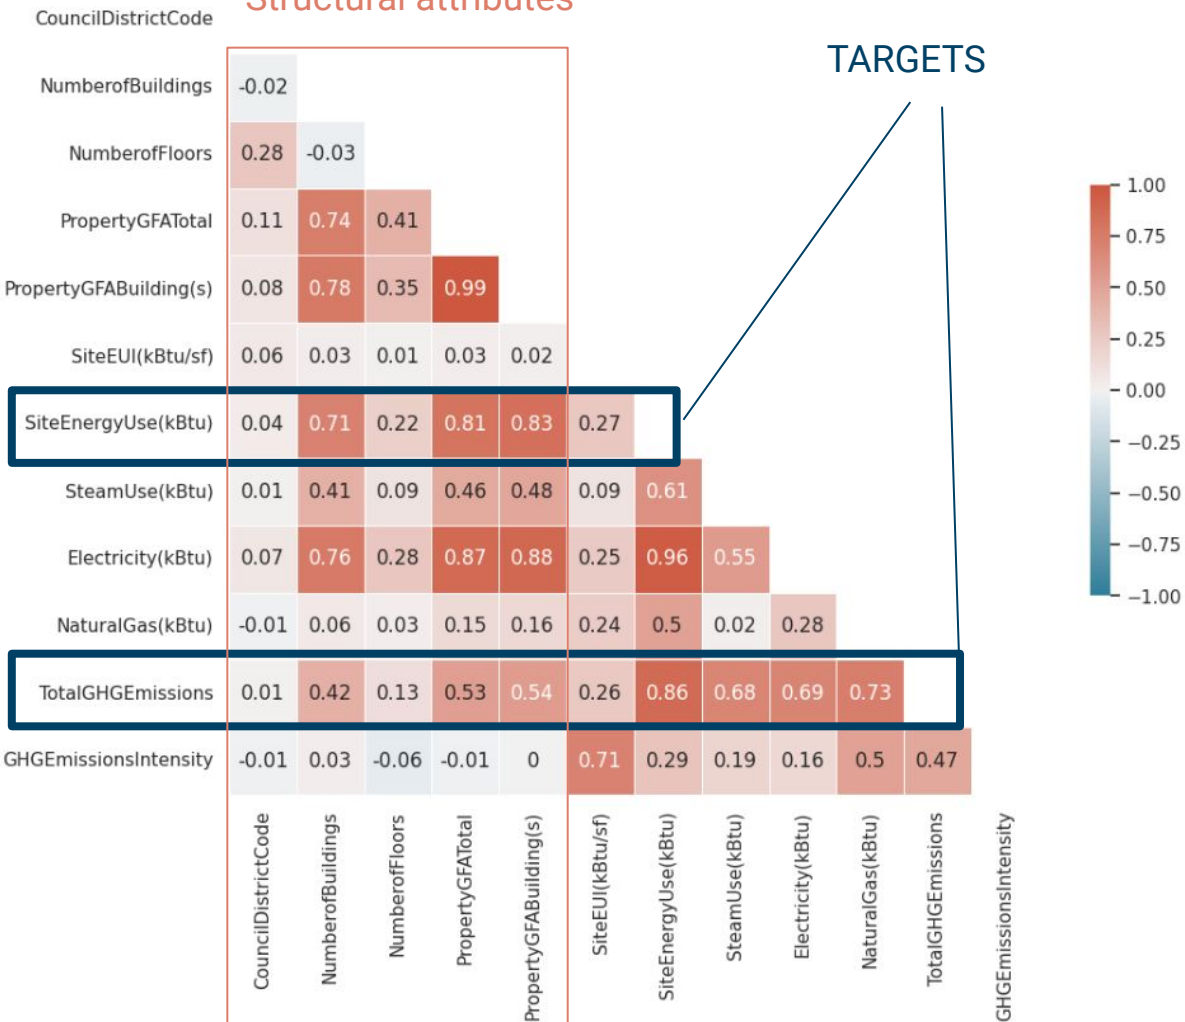 Structural attributes
CouncilDistrictCode
TARGETS
NumberofBuildings -0.02
NumberofFloors 0.28 -0.03
PropertyGFATotal 0.11 0.74 0.41
PropertyGFABuilding(s) 0.08 0.78 0.35 0.99
SiteEUI(kBtu/sf) 0.06 0.03 0.01 0.03 0.02
SiteEnergyUse(kBtu) 0.04 0.71 0.22 0.81 0.83 0.27
SteamUse(kBtu) 0.01 0.41 0.09 0.46 0.48 0.09 0.61
Electricity(kBtu) 0.07 0.76 0.28 0.87 0.88 0.25 0.96 0.55
NaturalGas(kBtu) -0.01 0.06 0.03 0.15 0.16 0.24 0.5 0.02 0.28
TotalGHGEmissions 0.01 0.42 0.13 0.53 0.54 0.26 0.86 0.68 0.69 0.73
GHGEmissionsIntensity -0.01 0.03 -0.06 -0.01 0 0.71 0.29 0.19 0.16 0.5 0.47
CouncilDistrictCode
NumberofBuildings
NumberofFloors
PropertyGFATotal
PropertyGFABuilding(s)
SiteEUI(kBtu/sf)
SiteEnergyUse(kBtu)
SteamUse(kBtu)
Electricity(kBtu)
NaturalGas(kBtu)
TotalGHGEmissions
GHGEmissionsIntensity
1.00
0.75
0.50
0.25
0.00
−0.25
−0.50
−0.75
−1.00